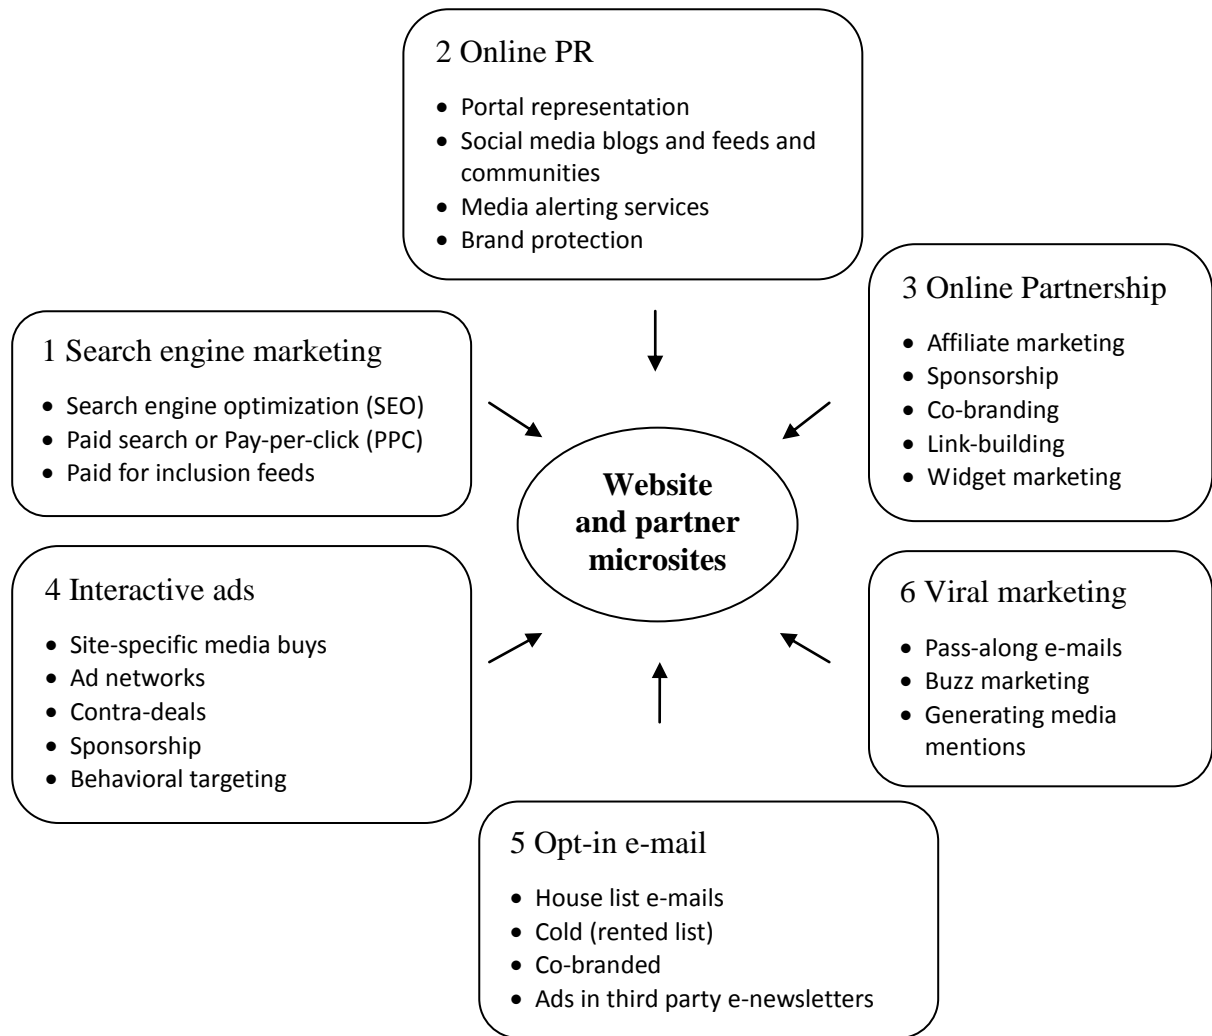 2 Online PR
• Portal representation
• Social media blogs and feeds and
communities
• Media alerting services
• Brand protection
1 Search engine marketing
• Search engine optimization (SEO)
• Paid search or Pay-per-click (PPC)
• Paid for inclusion feeds
3 Online Partnership
• Affiliate marketing
• Sponsorship
• Co-branding
• Link-building
• Widget marketing
Website
and partner
microsites
4 Interactive ads
• Site-specific media buys
• Ad networks
• Contra-deals
• Sponsorship
• Behavioral targeting
6 Viral marketing
• Pass-along e-mails
• Buzz marketing
• Generating media
mentions
5 Opt-in e-mail
• House list e-mails
• Cold (rented list)
• Co-branded
• Ads in third party e-newsletters